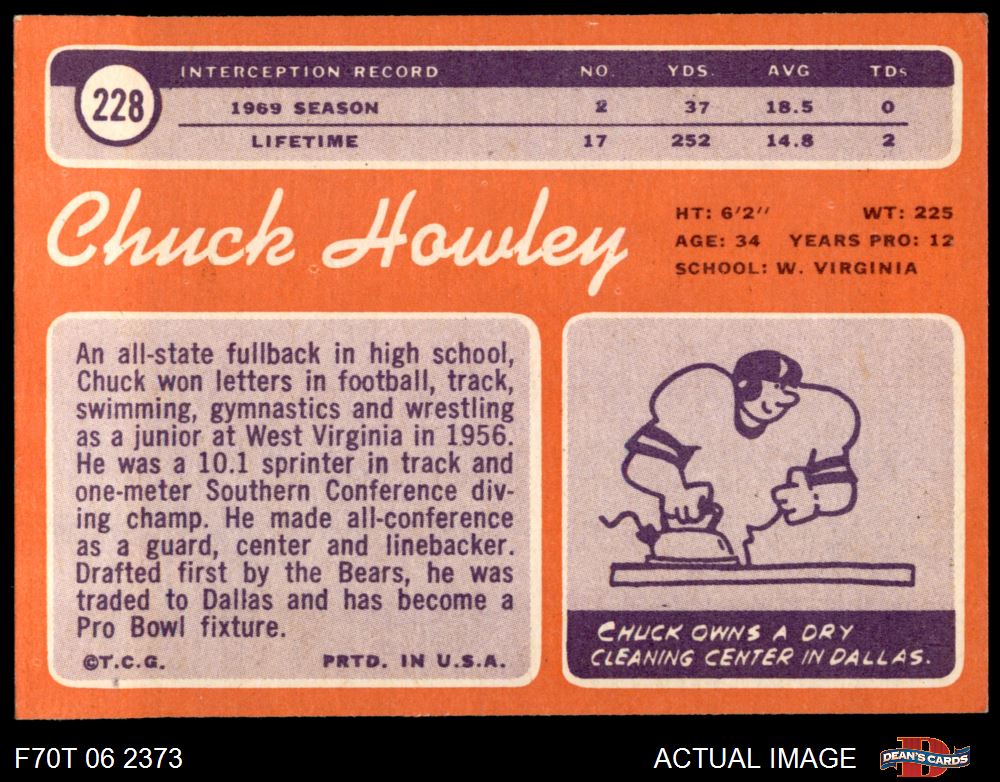 228
INTERCEPTION RECORD NO. YDS. AVG TDs
1969 SEASON 2 37 18.5 0
LIFETIME 17 252 14.8 2
Chuck Howley
HT: 6'2'' WT: 225
AGE: 34 YEARS PRO: 12
SCHOOL: W. VIRGINIA
An all-state fullback in high school,
Chuck won letters in football, track,
swimming, gymnastics and wrestling
as a junior at West Virginia in 1956.
He was a 10.1 sprinter in track and
one-meter Southern Conference div-
ing champ. He made all-conference
as a guard, center and linebacker.
Drafted first by the Bears, he was
traded to Dallas and has become a
Pro Bowl fixture.
©T.C.G. PRTD. IN U.S.A.
CHUCK OWNS A DRY
CLEANING CENTER IN DALLAS.
F70T 06 2373
ACTUAL IMAGE
DEAN'S CARDS